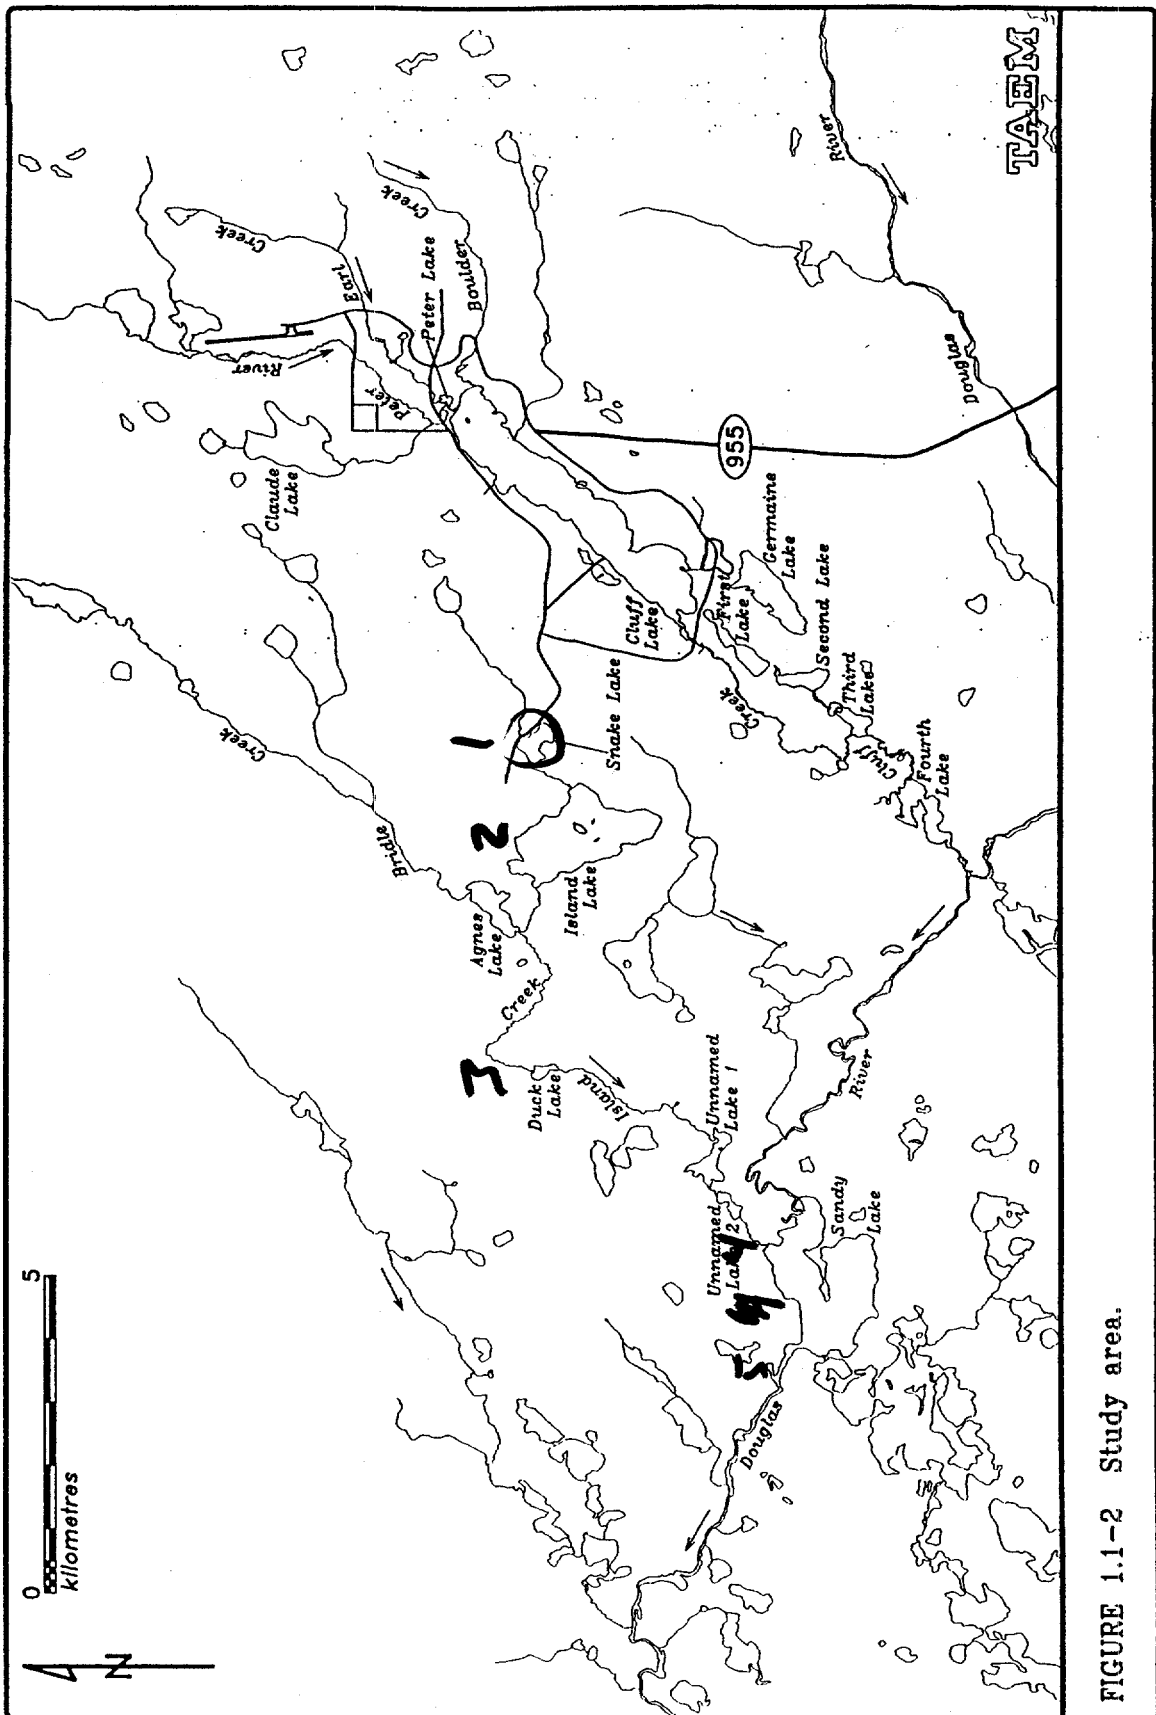 0 5
kilometres
N
Creek
Bridle
Claude
Lake
River
Peter
Earl
Creek
Peter Lake
Creek
Boulder
River
Douglas
955
1
2
3
5
Snake Lake
Island
Lake
Agnes
Lake
Creek
Duck
Lake
Island
Cluff
Lake
First
Lake
Germaine
Lake
Second Lake
Third
Lake
Creek
Cluff
Fourth
Lake
Unnamed
Lake 1
Unnamed
Lake 2
Sandy
Lake
River
Douglas
TAEM
FIGURE 1.1-2 Study area.